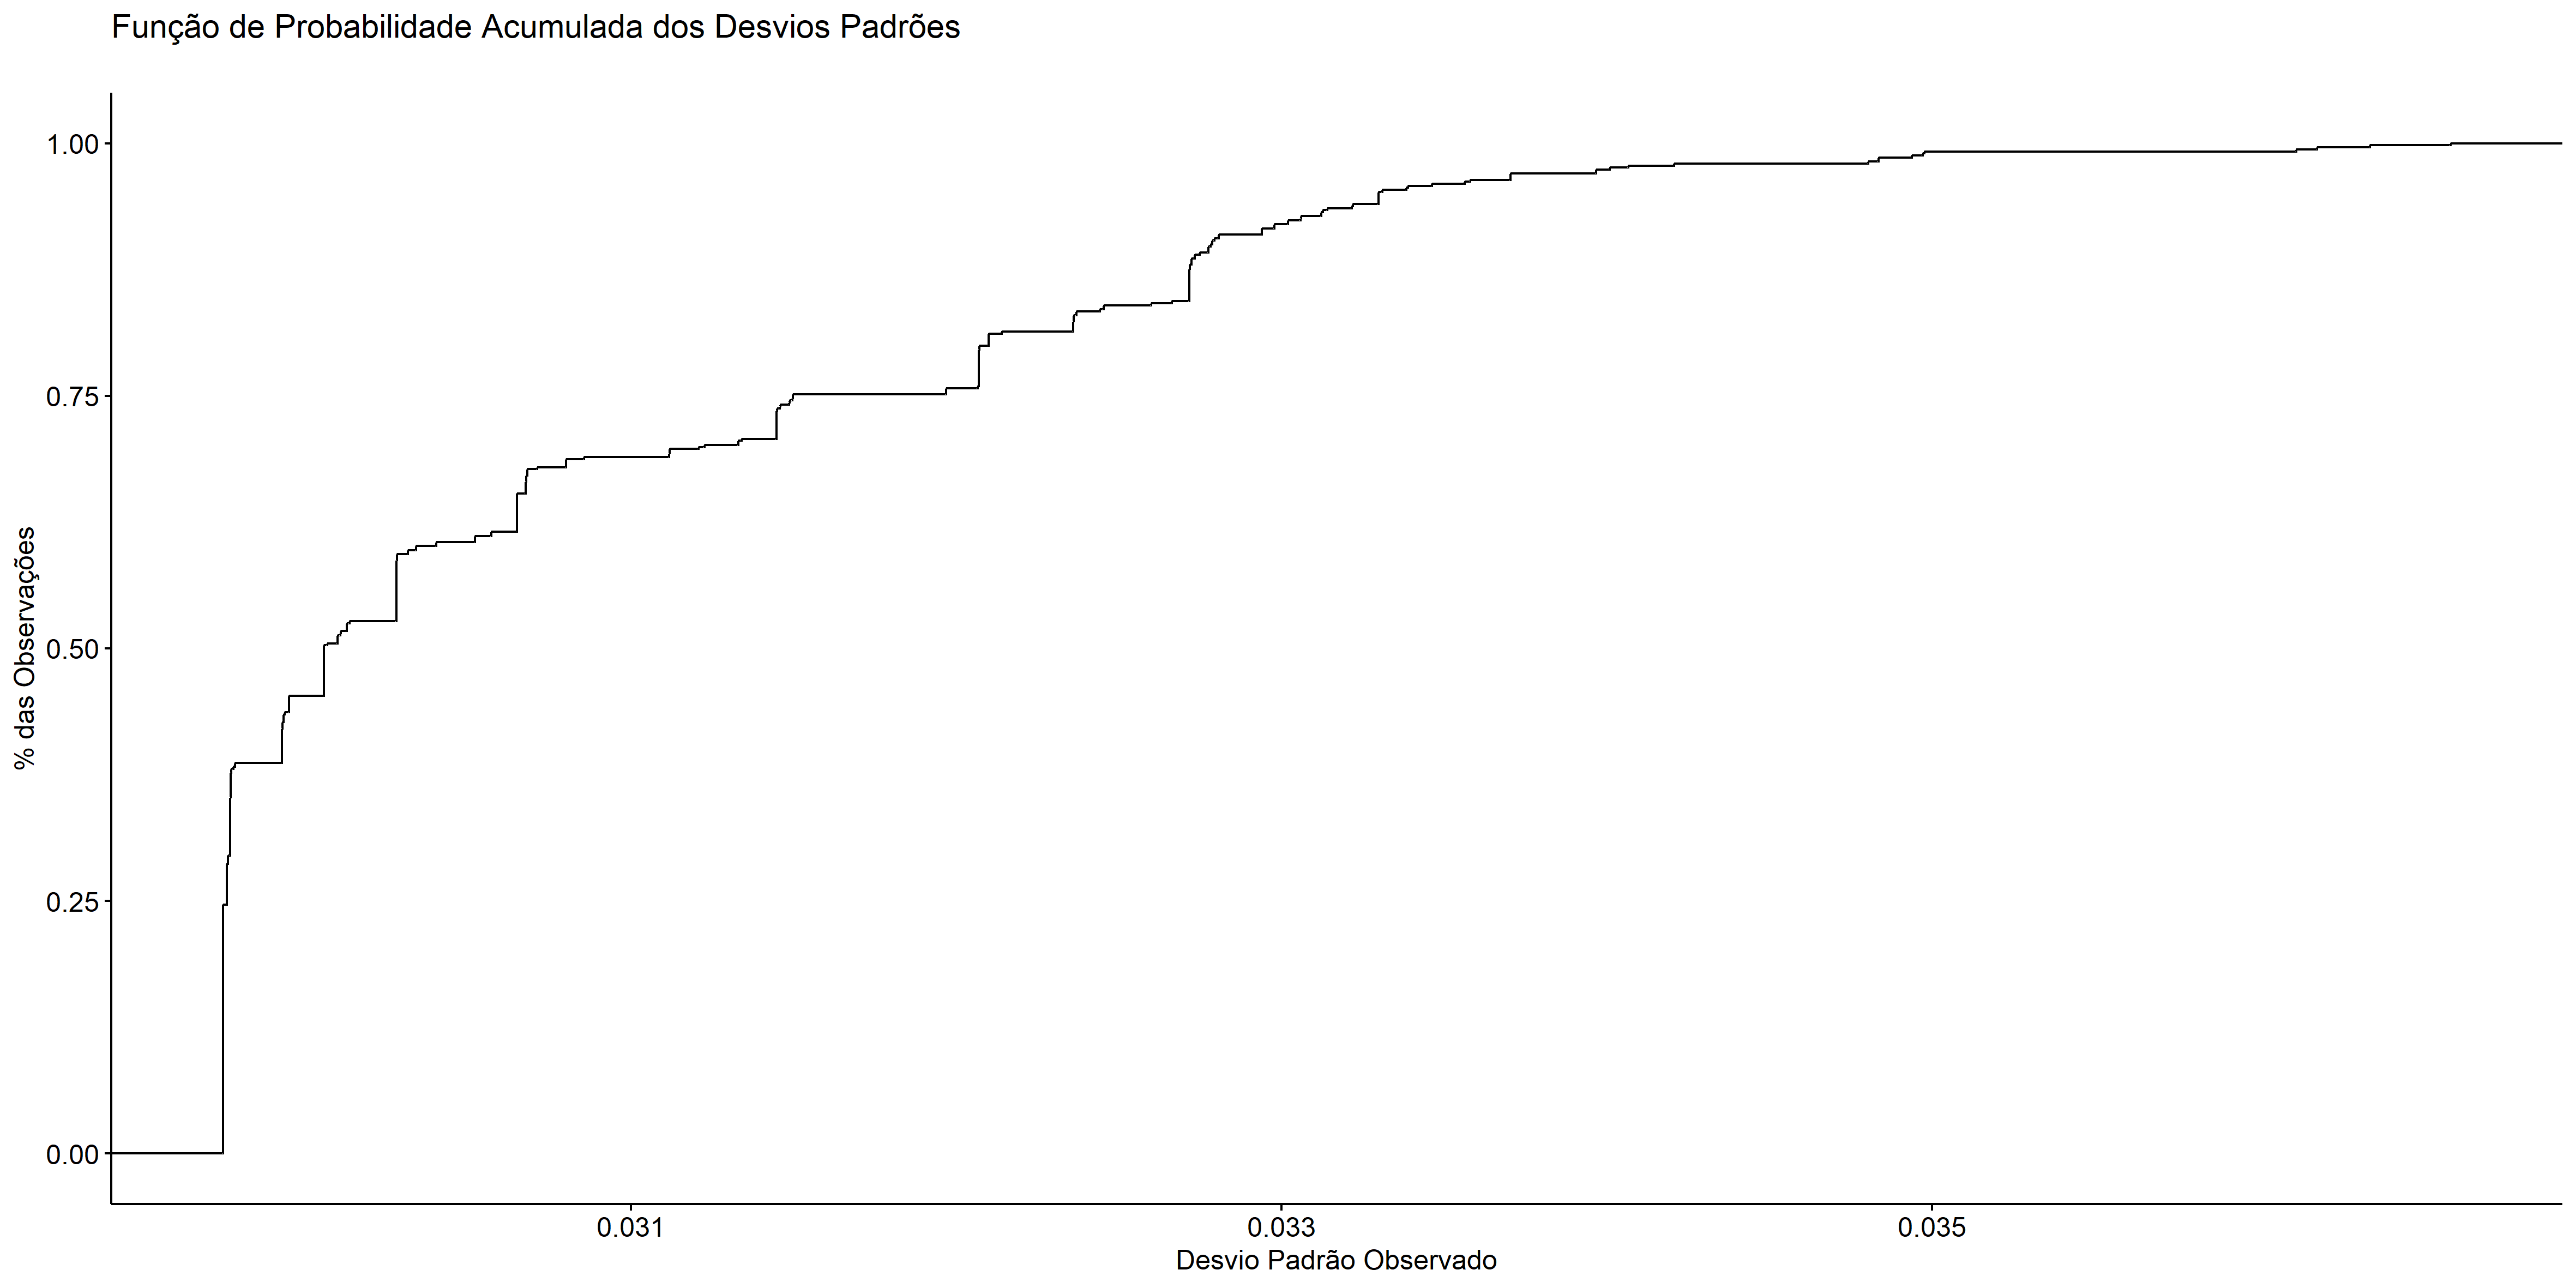 Função de Probabilidade Acumulada dos Desvios Padrões
% das Observações
1.00
0.75
0.50
0.25
0.00
0.031
0.033
0.035
Desvio Padrão Observado